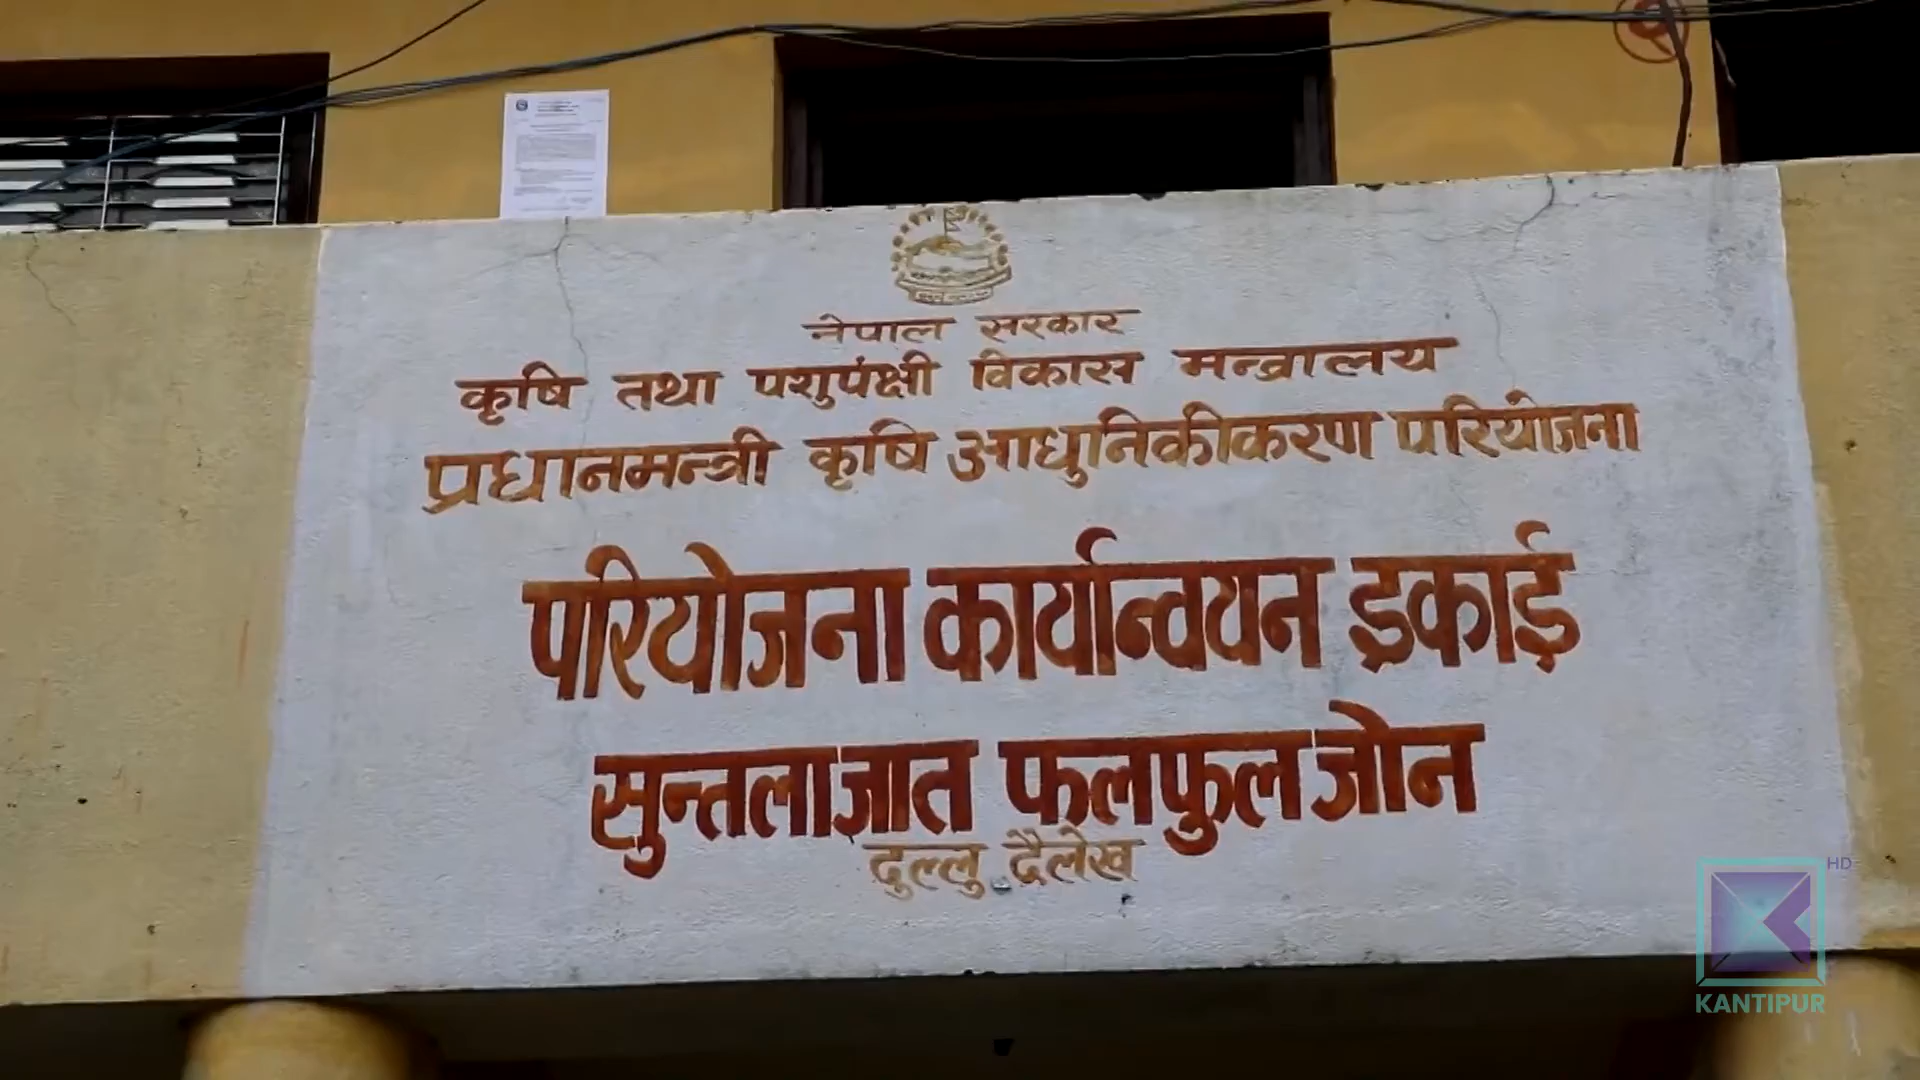 नेपाल सरकार
कृषि तथा पशुपंक्षी विकास मन्त्रालय
प्रधानमन्त्री कृषि आधुनिकीकरण परियोजना
परियोजना कार्यान्वयन इकाई
सुन्तलाजात फलफुल जोन
दुल्लु दैलेख
HD
KANTIPUR